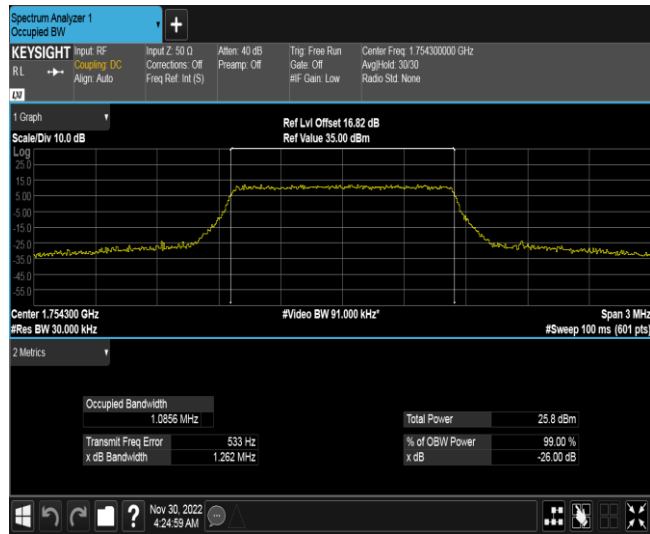 Spectrum Analyzer 1
Occupied BW
+
KEYSIGHT
RL
LXI
Input: RF
Coupling: DC
Align: Auto
Input Z: 50 Ω
Corrections: Off
Freq Ref: Int (S)
Atten: 40 dB
Preamp: Off
Trig: Free Run
Gate: Off
#IF Gain: Low
Center Freq: 1.754300000 GHz
Avg|Hold: 30/30
Radio Std: None
1 Graph
Scale/Div 10.0 dB
Ref Lvl Offset 16.82 dB
Ref Value 35.00 dBm
Log
25.0
15.0
5.00
-5.00
-15.0
-25.0
-35.0
-45.0
-55.0
Center 1.754300 GHz
#Res BW 30.000 kHz
#Video BW 91.000 kHz*
Span 3 MHz
#Sweep 100 ms (601 pts)
2 Metrics
Occupied Bandwidth
1.0856 MHz
Transmit Freq Error 533 Hz
x dB Bandwidth 1.262 MHz
Total Power 25.8 dBm
% of OBW Power 99.00 %
x dB -26.00 dB
?
Nov 30, 2022
4:24:59 AM